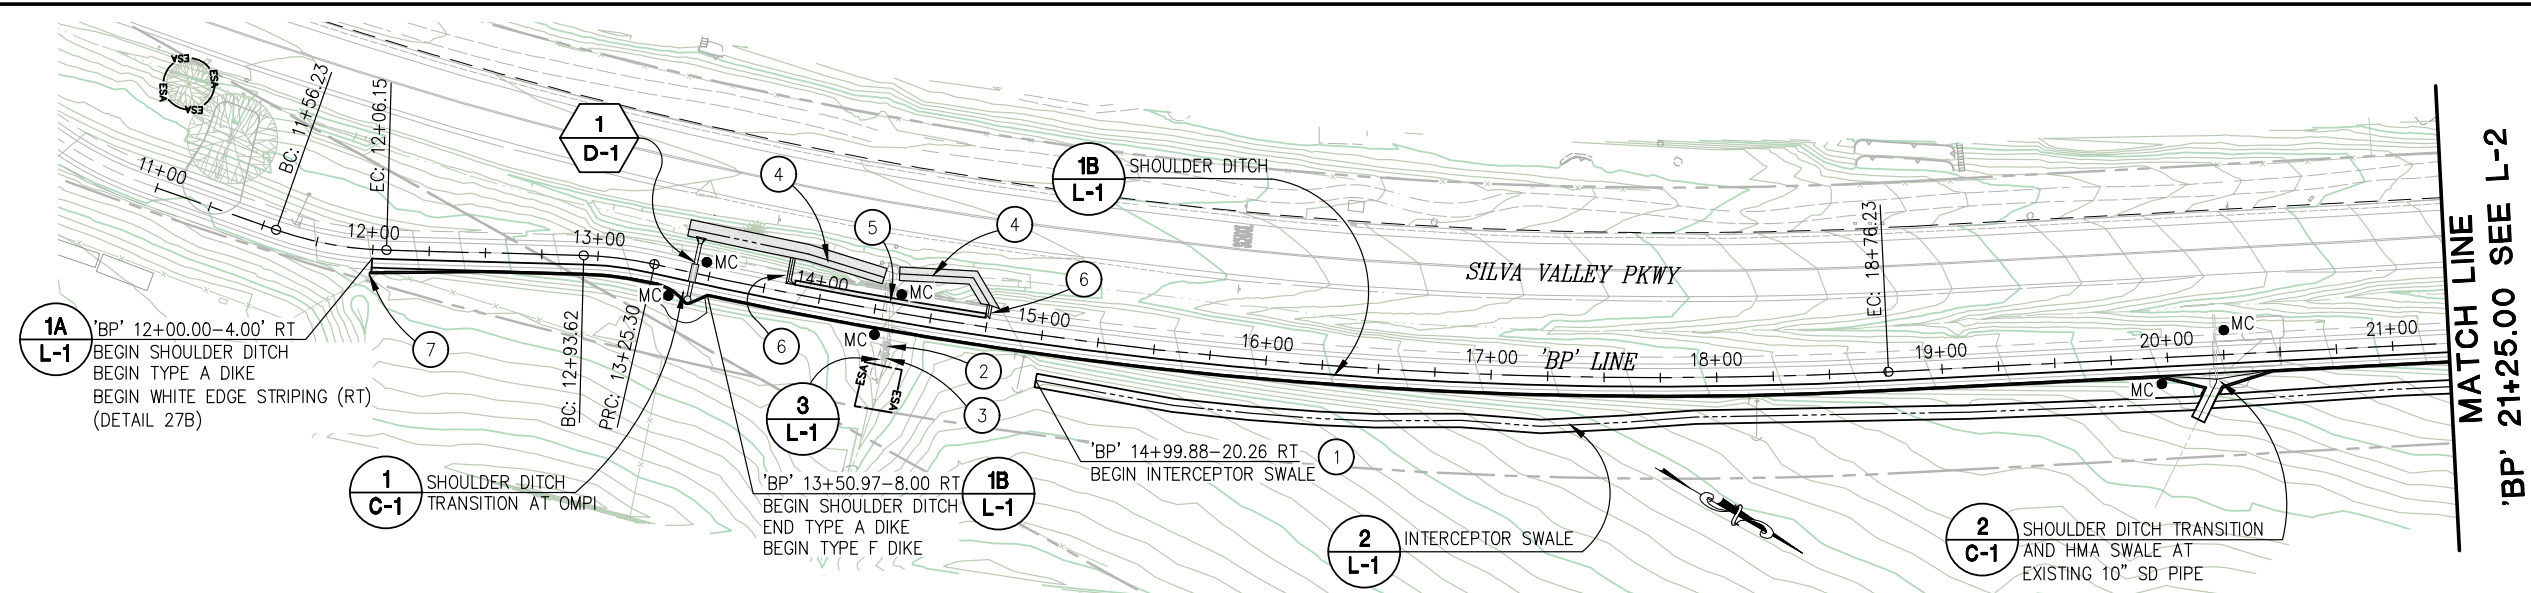 ESA
ESA
ESA
ESA
BC: 11+56.23
EC: 12+06.15
11+00
12+00
13+00
1
D-1
4
5
4
6
MC
MC
14+00
MC
15+00
1B
L-1
SHOULDER DITCH
SILVA VALLEY PKWY
EC: 18+76.23
16+00
17+00
'BP' LINE
18+00
19+00
20+00
21+00
MC
MC
MATCH LINE
'BP' 21+25.00 SEE L-2
1A
L-1
'BP' 12+00.00-4.00' RT
BEGIN SHOULDER DITCH
BEGIN TYPE A DIKE
BEGIN WHITE EDGE STRIPING (RT)
(DETAIL 27B)
7
BC: 12+93.62
PRC: 13+25.30
6
MC
ESA
ESA
2
3
3
L-1
1
C-1
SHOULDER DITCH
TRANSITION AT OMPI
'BP' 13+50.97-8.00 RT
BEGIN SHOULDER DITCH
END TYPE A DIKE
BEGIN TYPE F DIKE
1B
L-1
'BP' 14+99.88-20.26 RT
BEGIN INTERCEPTOR SWALE
1
2
L-1
INTERCEPTOR SWALE
2
C-1
SHOULDER DITCH TRANSITION
AND HMA SWALE AT
EXISTING 10" SD PIPE